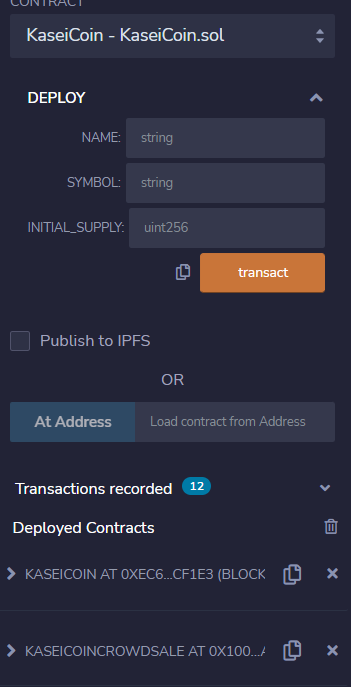 CONTRACT
KaseiCoin - KaseiCoin.sol
DEPLOY
NAME: string
SYMBOL: string
INITIAL_SUPPLY: uint256
transact
Publish to IPFS
OR
At Address Load contract from Address
Transactions recorded 12
Deployed Contracts
KASEICOIN AT 0XEC6...CF1E3 (BLOCK
KASEICOINCROWDSALE AT 0X100...